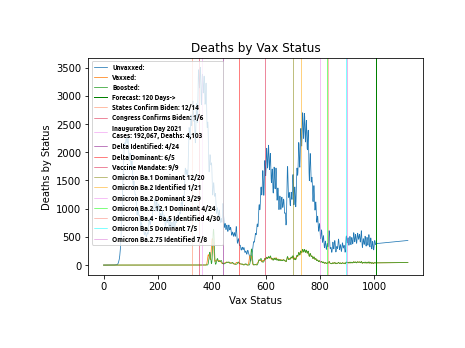 Deaths by Vax Status
3500
3000
2500
2000
1500
1000
500
0
Deaths by Status
Unvaxxed:
Vaxxed:
Boosted:
Forecast: 120 Days->
States Confirm Biden: 12/14
Congress Confirms Biden: 1/6
Inauguration Day 2021
Cases: 192,067, Deaths: 4,103
Delta Identified: 4/24
Delta Dominant: 6/5
Vaccine Mandate: 9/9
Omicron Ba.1 Dominant 12/20
Omicron Ba.2 Identified 1/21
Omicron Ba.2 Dominant 3/29
Omicron Ba.2.12.1 Dominant 4/24
Omicron Ba.4 - Ba.5 Identified 4/30
Omicron Ba.5 Dominant 7/5
Omicron Ba.2.75 Identified 7/8
0 200 400 600 800 1000
Vax Status